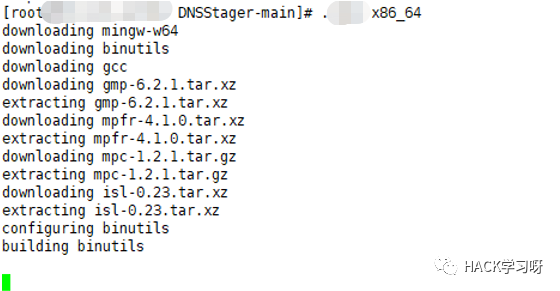 [root DNSStager-main]# . x86_64
downloading mingw-w64
downloading binutils
downloading gcc
downloading gmp-6.2.1.tar.xz
extracting gmp-6.2.1.tar.xz
downloading mpfr-4.1.0.tar.xz
extracting mpfr-4.1.0.tar.xz
downloading mpc-1.2.1.tar.gz
extracting mpc-1.2.1.tar.gz
downloading isl-0.23.tar.xz
extracting isl-0.23.tar.xz
configuring binutils
building binutils
HACK学习呀